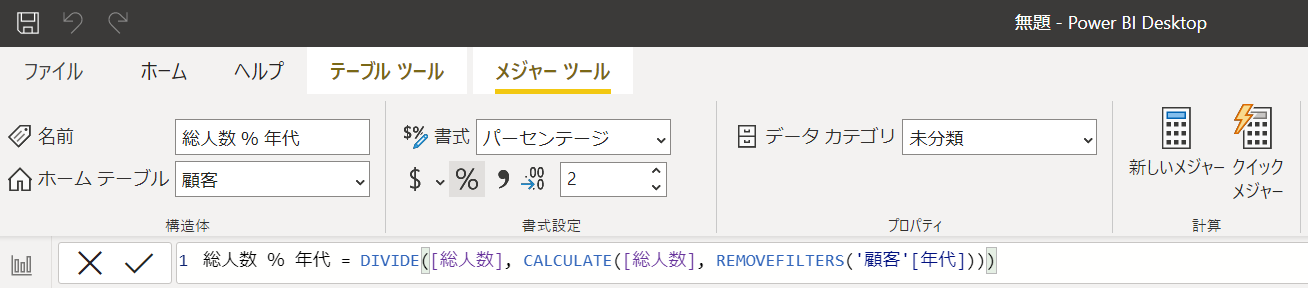 無題 - Power BI Desktop
ファイル ホーム ヘルプ テーブル ツール メジャー ツール
名前 総人数 % 年代 $% 書式 パーセンテージ データ カテゴリ 未分類
ホーム テーブル 顧客 $ % , .00 .0 2 新しいメジャー クイック メジャー
構造体 書式設定 プロパティ 計算
1 総人数 % 年代 = DIVIDE([総人数], CALCULATE([総人数], REMOVEFILTERS('顧客'[年代])))